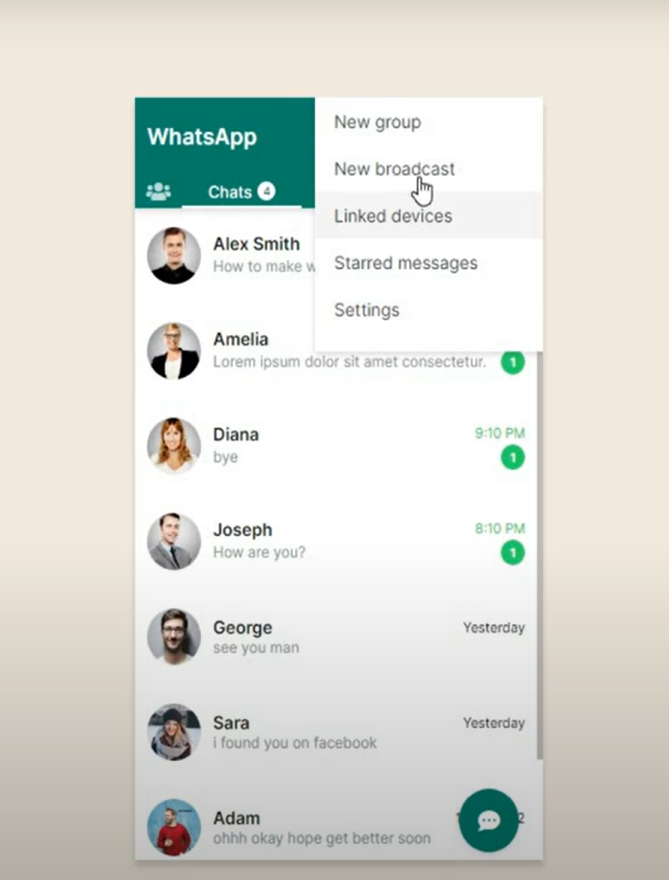 WhatsApp
New group
New broadcast
Chats 4
Linked devices
Alex Smith
How to make
Starred messages
Settings
Amelia
Lorem ipsum dolor sit amet consectetur. 1
Diana 9:10 PM
bye 1
Joseph 8:10 PM
How are you? 1
George Yesterday
see you man
Sara Yesterday
i found you on facebook
Adam
ohhh okay hope get better soon